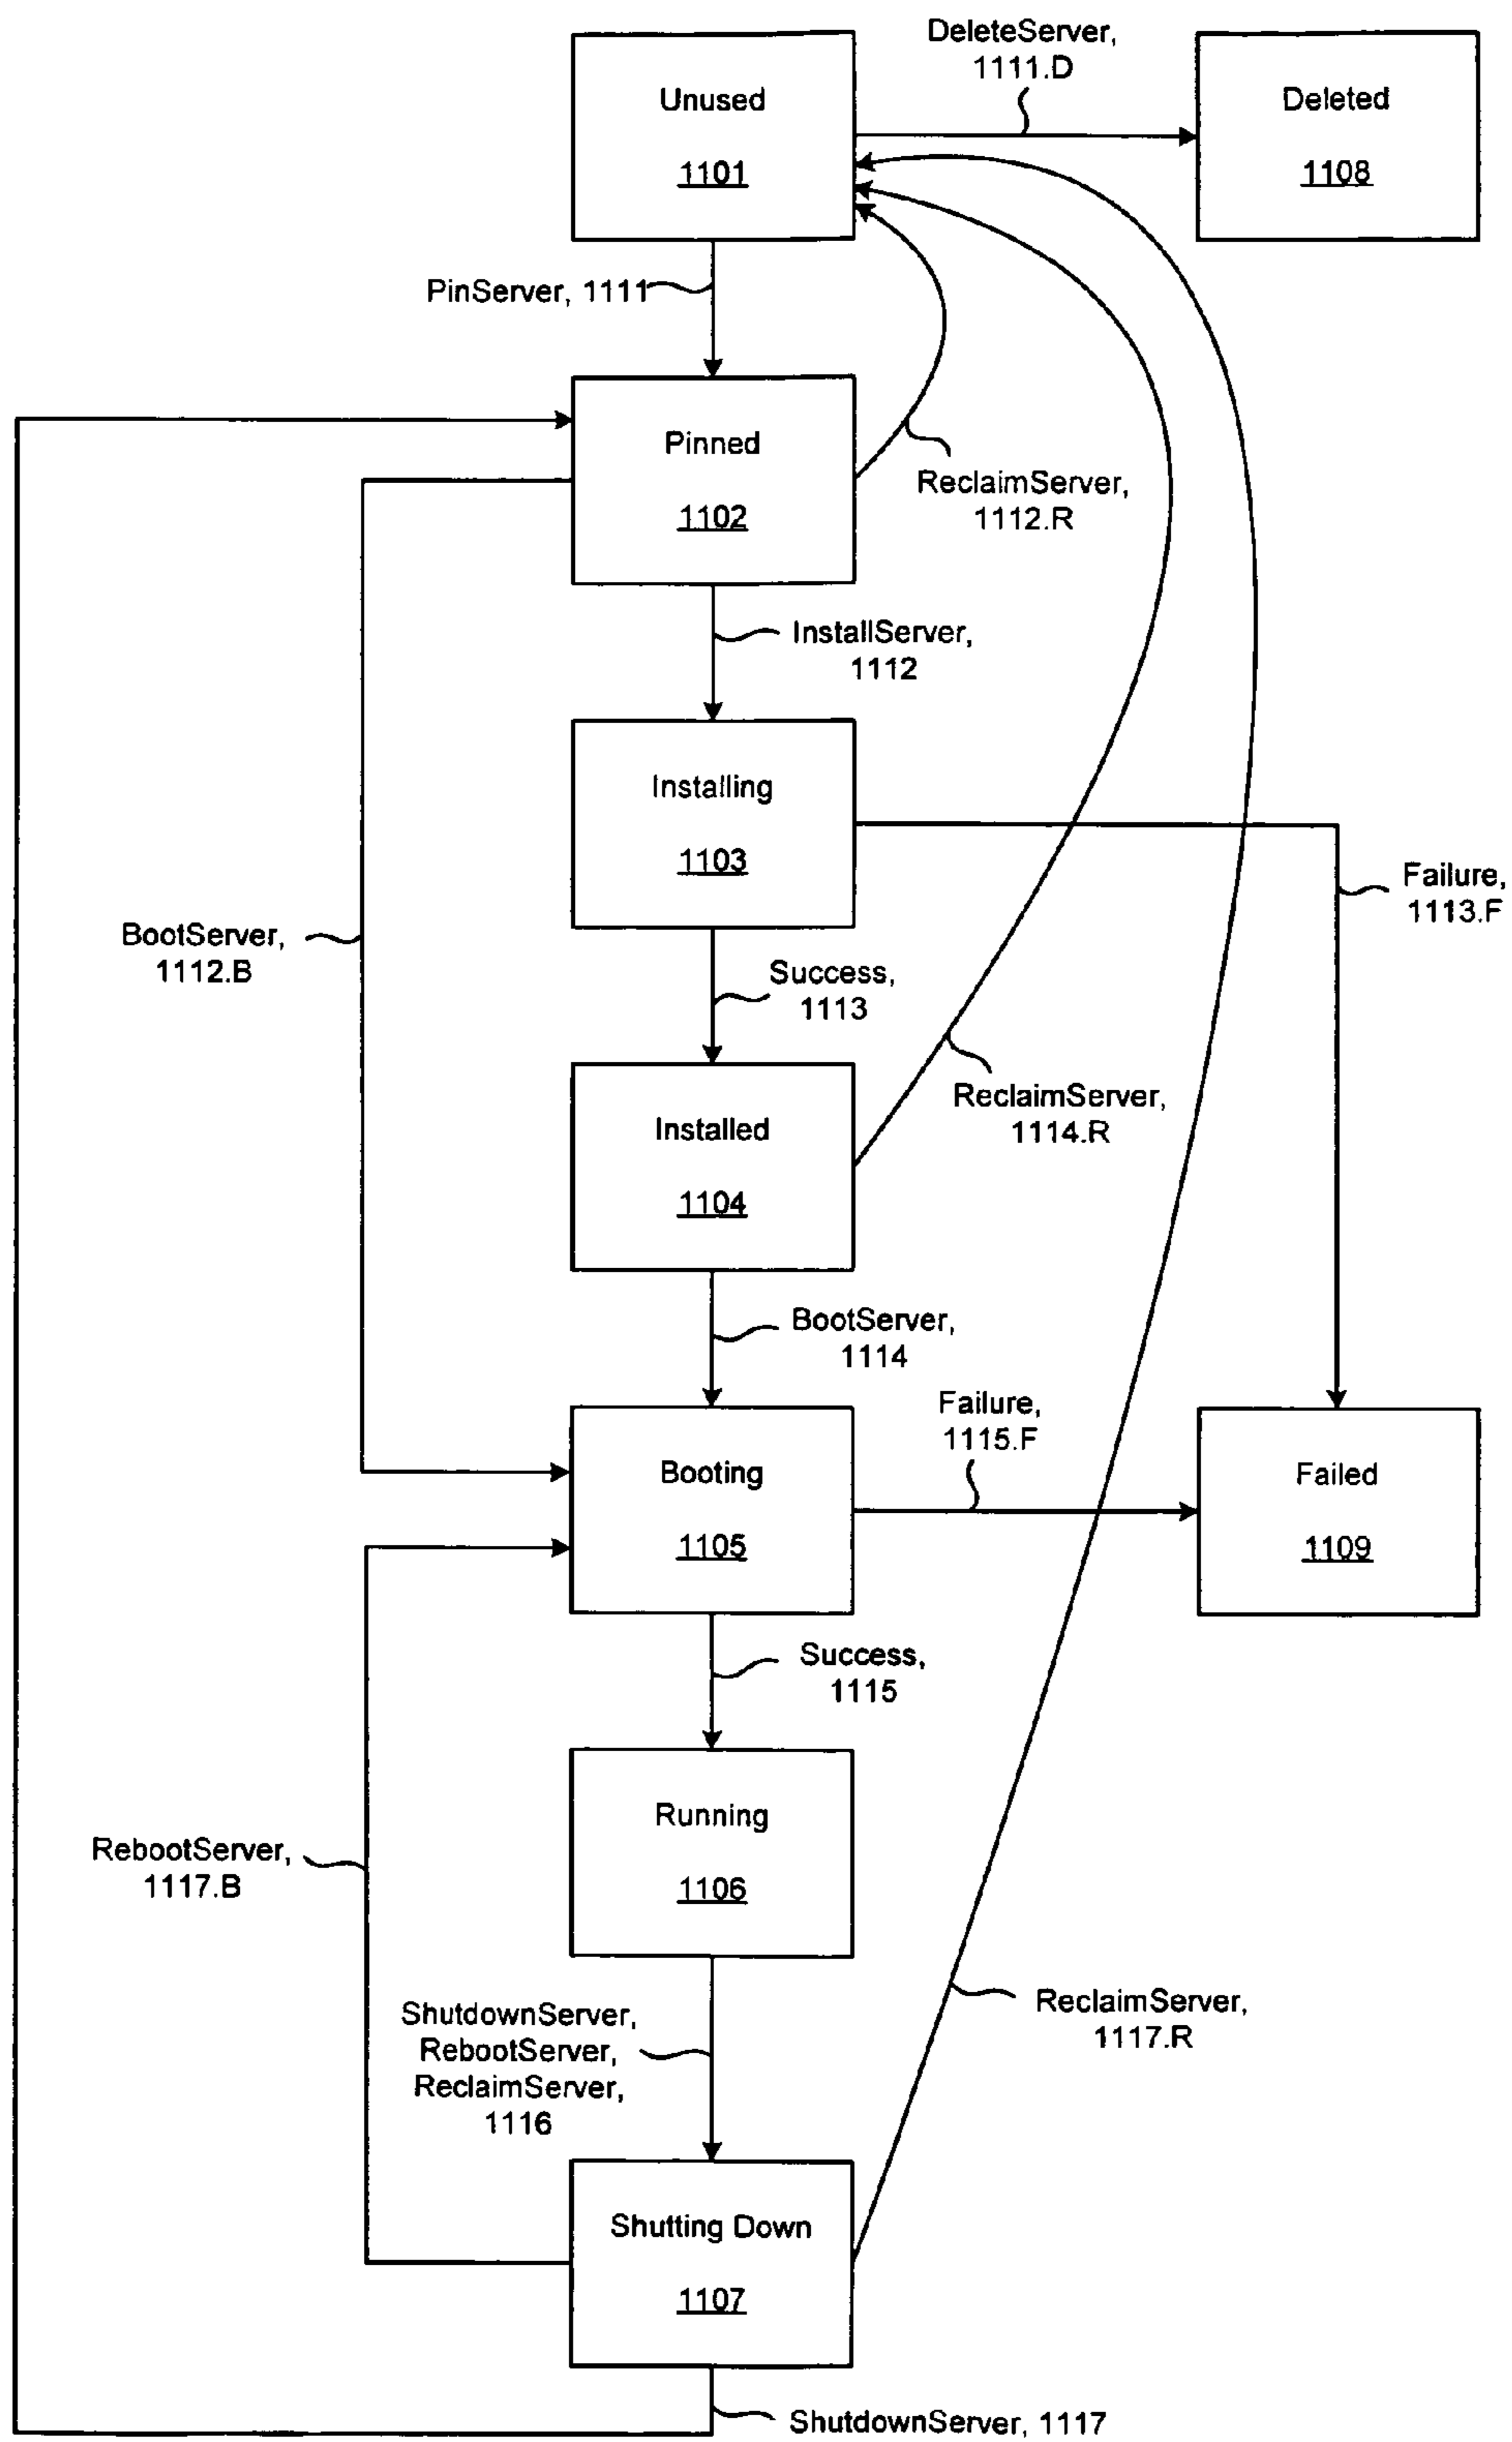 DeleteServer,
1111.D
Unused
1101
Deleted
1108
PinServer, 1111
Pinned
1102
ReclaimServer,
1112.R
InstallServer,
1112
Installing
1103
Failure,
1113.F
BootServer,
1112.B
Success,
1113
ReclaimServer,
1114.R
Installed
1104
BootServer,
1114
Failure,
1115.F
Booting
1105
Failed
1109
Success,
1115
Running
1106
RebootServer,
1117.B
ShutdownServer,
RebootServer,
ReclaimServer,
1116
ReclaimServer,
1117.R
Shutting Down
1107
ShutdownServer, 1117